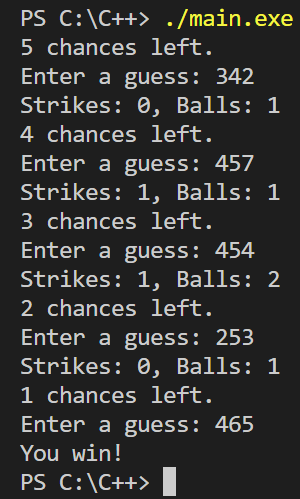 PS C:\C++> ./main.exe
5 chances left.
Enter a guess: 342
Strikes: 0, Balls: 1
4 chances left.
Enter a guess: 457
Strikes: 1, Balls: 1
3 chances left.
Enter a guess: 454
Strikes: 1, Balls: 2
2 chances left.
Enter a guess: 253
Strikes: 0, Balls: 1
1 chances left.
Enter a guess: 465
You win!
PS C:\C++>